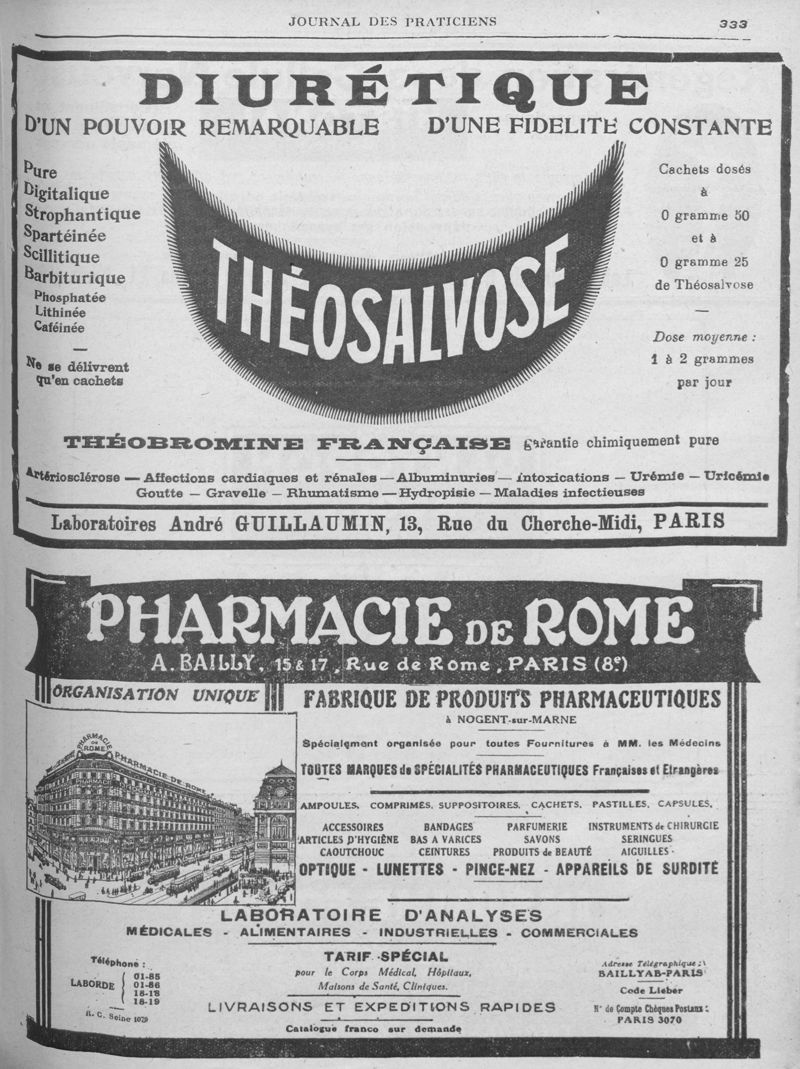 JOURNAL DES PRATICIENS 333
DIURÉTIQUE
D'UN POUVOIR REMARQUABLE D'UNE FIDELITÉ CONSTANTE
Pure
Digitalique
Strophantique
Spartéinée
Scillitique
Barbiturique
Phosphatée
Lithinée
Caféinée
—
Ne se délivrent
qu'en cachets
THÉOSALVOSE
Cachets dosés
à
0 gramme 50
et à
0 gramme 25
de Théosalvose
—
Dose moyenne :
1 à 2 grammes
par jour
THÉOBROMINE FRANÇAISE garantie chimiquement pure
Artériosclérose — Affections cardiaques et rénales — Albuminuries — Intoxications — Urémie — Uricémie
Goutte — Gravelle — Rhumatisme — Hydropisie — Maladies infectieuses
Laboratoires André GUILLAUMIN, 13, Rue du Cherche-Midi, PARIS
PHARMACIE DE ROME
A. BAILLY, 15 & 17, Rue de Rome, PARIS (8e)
ORGANISATION UNIQUE
PHARMACIE
DE
ROME
PHARMACIE DE ROME
FABRIQUE DE PRODUITS PHARMACEUTIQUES
à NOGENT-sur-MARNE
Spécialement organisée pour toutes Fournitures à MM. les Médecins
TOUTES MARQUES de SPÉCIALITÉS PHARMACEUTIQUES Françaises et Etrangères
AMPOULES, COMPRIMÉS, SUPPOSITOIRES, CACHETS, PASTILLES, CAPSULES,
ACCESSOIRES BANDAGES PARFUMERIE INSTRUMENTS de CHIRURGIE
ARTICLES D'HYGIÈNE BAS A VARICES SAVONS SERINGUES
CAOUTCHOUC CEINTURES PRODUITS de BEAUTÉ AIGUILLES
OPTIQUE - LUNETTES - PINCE-NEZ - APPAREILS DE SURDITÉ
LABORATOIRE D'ANALYSES
MÉDICALES - ALIMENTAIRES - INDUSTRIELLES - COMMERCIALES
Téléphone :
LABORDE
01-85
01-86
18-18
18-19
R. C. Seine 1029
TARIF SPÉCIAL
pour le Corps Médical, Hôpitaux,
Maisons de Santé, Cliniques.
LIVRAISONS ET EXPEDITIONS RAPIDES
Catalogue franco sur demande
Adresse Télégraphique :
BAILLYAB-PARIS
Code Lieber
N° de Compte Chèques Postaux :
PARIS 3070